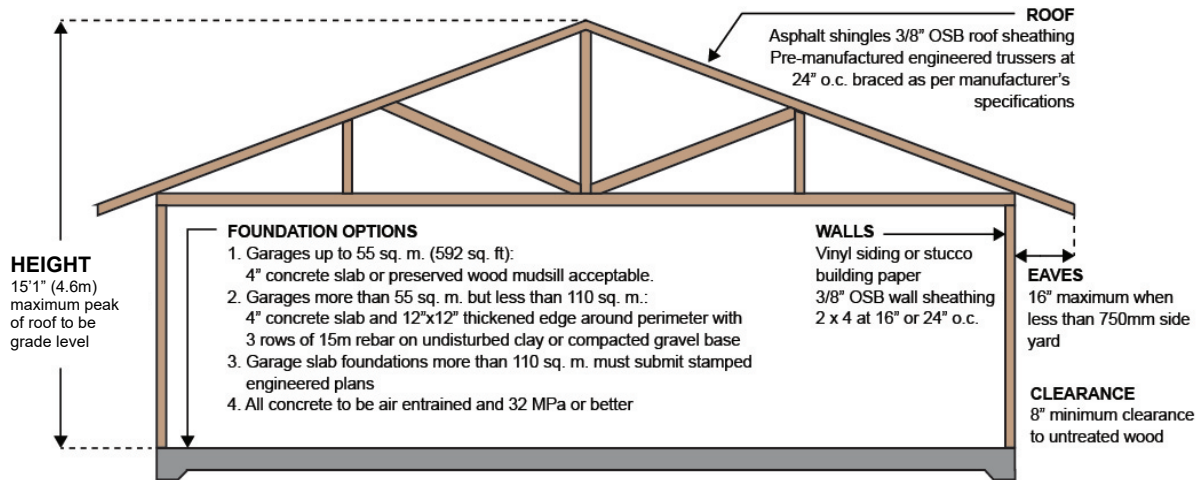 ROOF
Asphalt shingles 3/8" OSB roof sheathing
Pre-manufactured engineered trussers at
24" o.c. braced as per manufacturer's
specifications
HEIGHT
15'1" (4.6m)
maximum peak
of roof to be
grade level
FOUNDATION OPTIONS
1. Garages up to 55 sq. m. (592 sq. ft):
4" concrete slab or preserved wood mudsill acceptable.
2. Garages more than 55 sq. m. but less than 110 sq. m.:
4" concrete slab and 12"x12" thickened edge around perimeter with
3 rows of 15m rebar on undisturbed clay or compacted gravel base
3. Garage slab foundations more than 110 sq. m. must submit stamped
engineered plans
4. All concrete to be air entrained and 32 MPa or better
WALLS
Vinyl siding or stucco
building paper
3/8" OSB wall sheathing
2 x 4 at 16" or 24" o.c.
EAVES
16" maximum when
less than 750mm side
yard
CLEARANCE
8" minimum clearance
to untreated wood